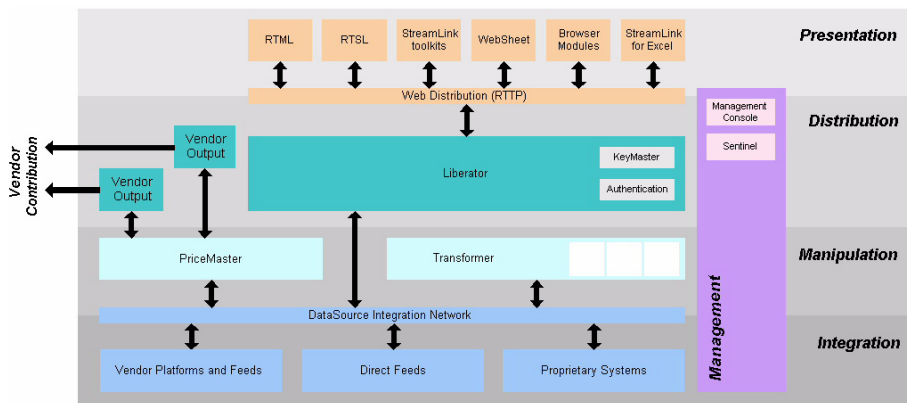 Presentation
RTML
RTSL
StreamLink
toolkits
WebSheet
Browser
Modules
StreamLink
for Excel
Web Distribution (RTTP)
Distribution
Management
Console
Sentinel
Vendor
Output
Vendor
Output
Vendor
Contribution
Liberator
KeyMaster
Authentication
Manipulation
PriceMaster
Transformer
Management
DataSource Integration Network
Integration
Vendor Platforms and Feeds
Direct Feeds
Proprietary Systems